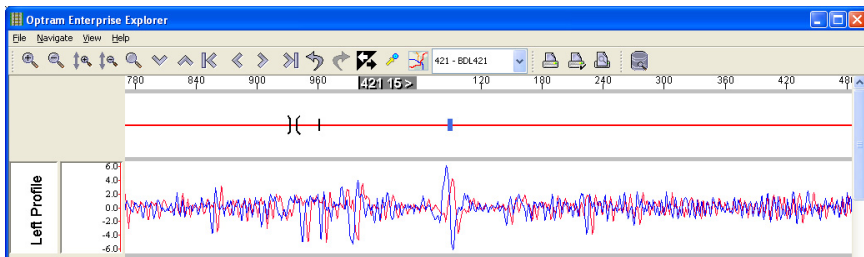 Optram Enterprise Explorer
File Navigate View Help
421 - BDL421
780 840 900 960 421 15 > 120 180 240 300 360 420 48
Left Profile
6.0
4.0
2.0
0.0
-2.0
-4.0
-6.0